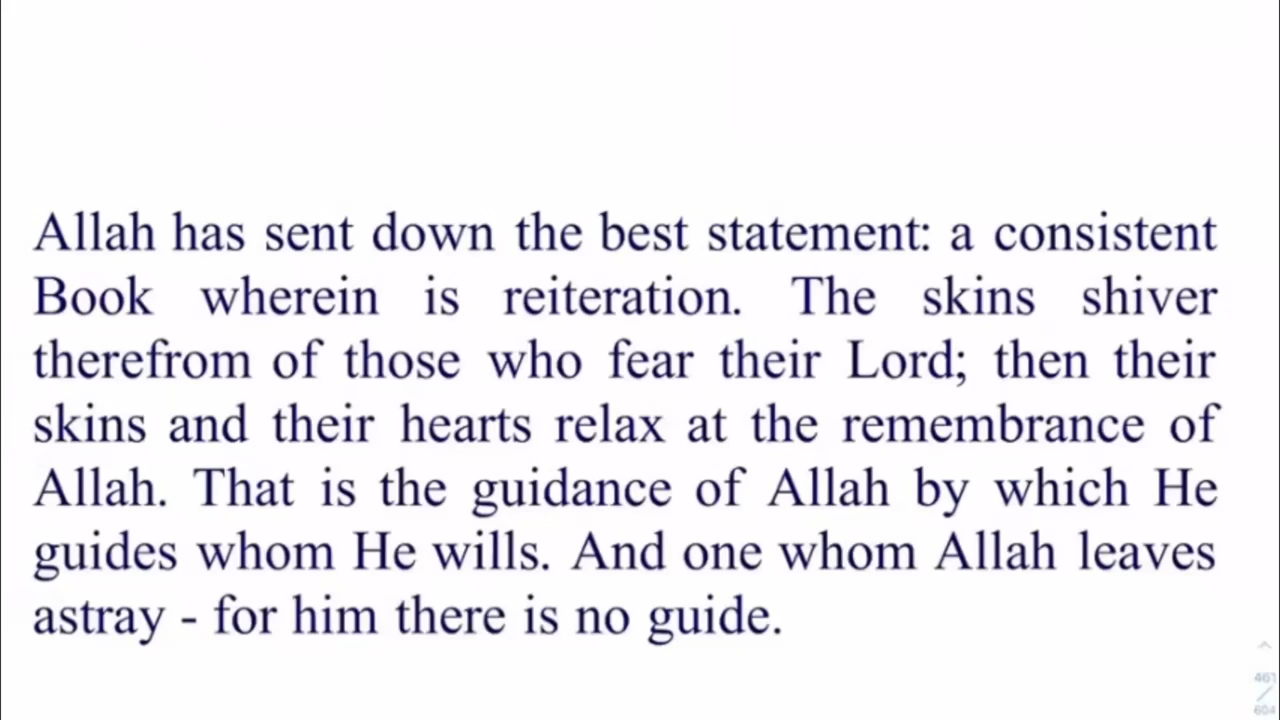 Allah has sent down the best statement: a consistent
Book wherein is reiteration. The skins shiver
therefrom of those who fear their Lord; then their
skins and their hearts relax at the remembrance of
Allah. That is the guidance of Allah by which He
guides whom He wills. And one whom Allah leaves
astray - for him there is no guide.
461
604